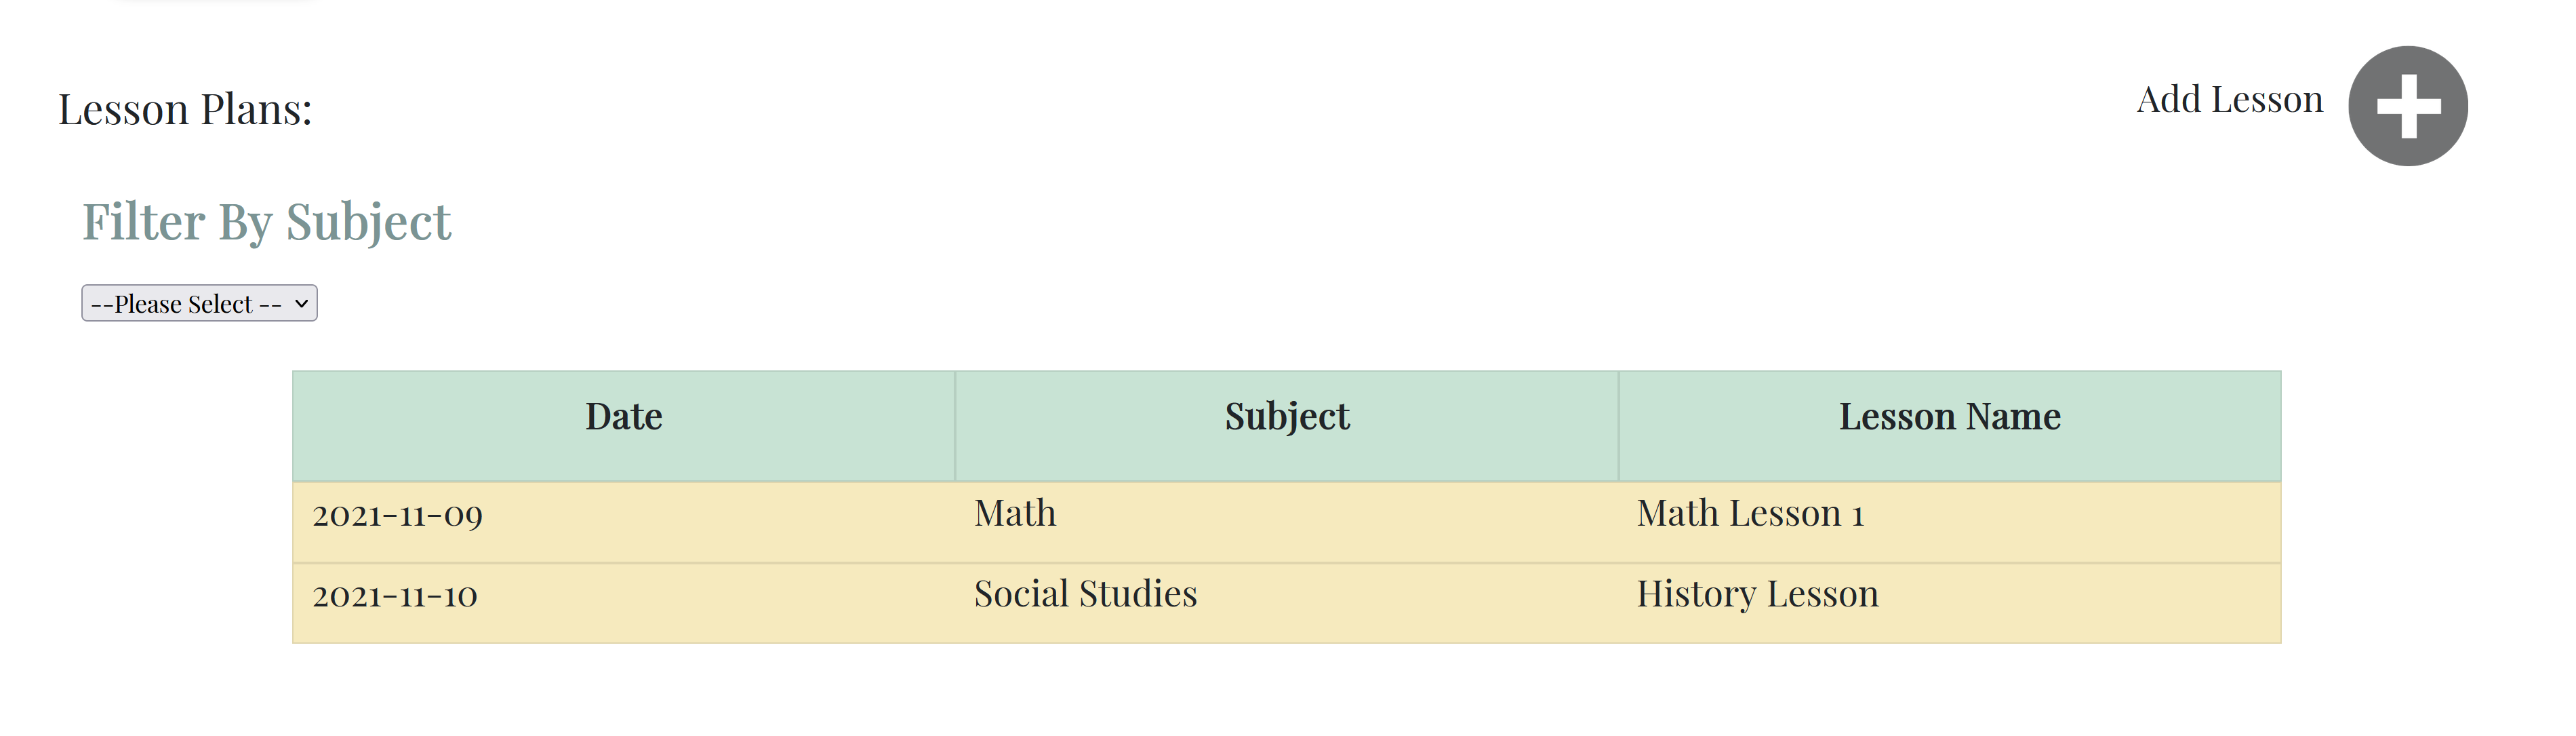 Lesson Plans:
Add Lesson
Filter By Subject
--Please Select --
Date Subject Lesson Name
2021-11-09 Math Math Lesson 1
2021-11-10 Social Studies History Lesson